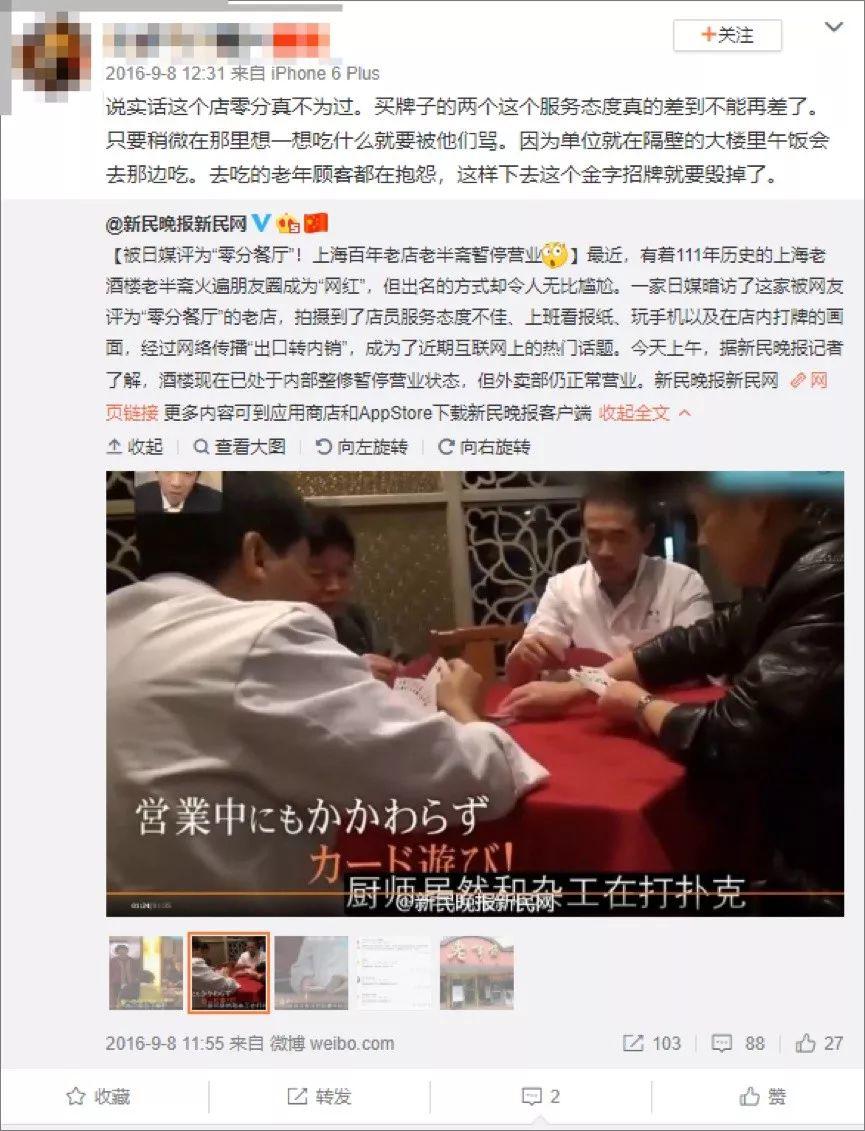 +关注
2016-9-8 12:31 来自 iPhone 6 Plus
说实话这个店零分真不为过。买牌子的两个这个服务态度真的差到不能再差了。
只要稍微在那里想一想吃什么就要被他们骂。因为单位就在隔壁的大楼里午饭会
去那边吃。去吃的老年顾客都在抱怨，这样下去这个金字招牌就要毁掉了。
@新民晚报新民网
【被日媒评为“零分餐厅”！上海百年老店老半斋暂停营业】最近，有着111年历史的上海老
酒楼老半斋火遍朋友圈成为“网红”，但出名的方式却令人无比尴尬。一家日媒暗访了这家被网友
评为“零分餐厅”的老店，拍摄到了店员服务态度不佳、上班看报纸、玩手机以及在店内打牌的画
面，经过网络传播“出口转内销”，成为了近期互联网上的热门话题。今天上午，据新民晚报记者
了解，酒楼现在已处于内部整修暂停营业状态，但外卖部仍正常营业。新民晚报新民网 网
页链接 更多内容可到应用商店和AppStore下载新民晚报客户端 收起全文
收起 查看大图 向左旋转 向右旋转
営業中にもかかわらず
カード遊び!
厨师居然和杂工在打扑克
@新民晚报新民网
2016-9-8 11:55 来自 微博 weibo.com 103 88 27
收藏 转发 2 赞